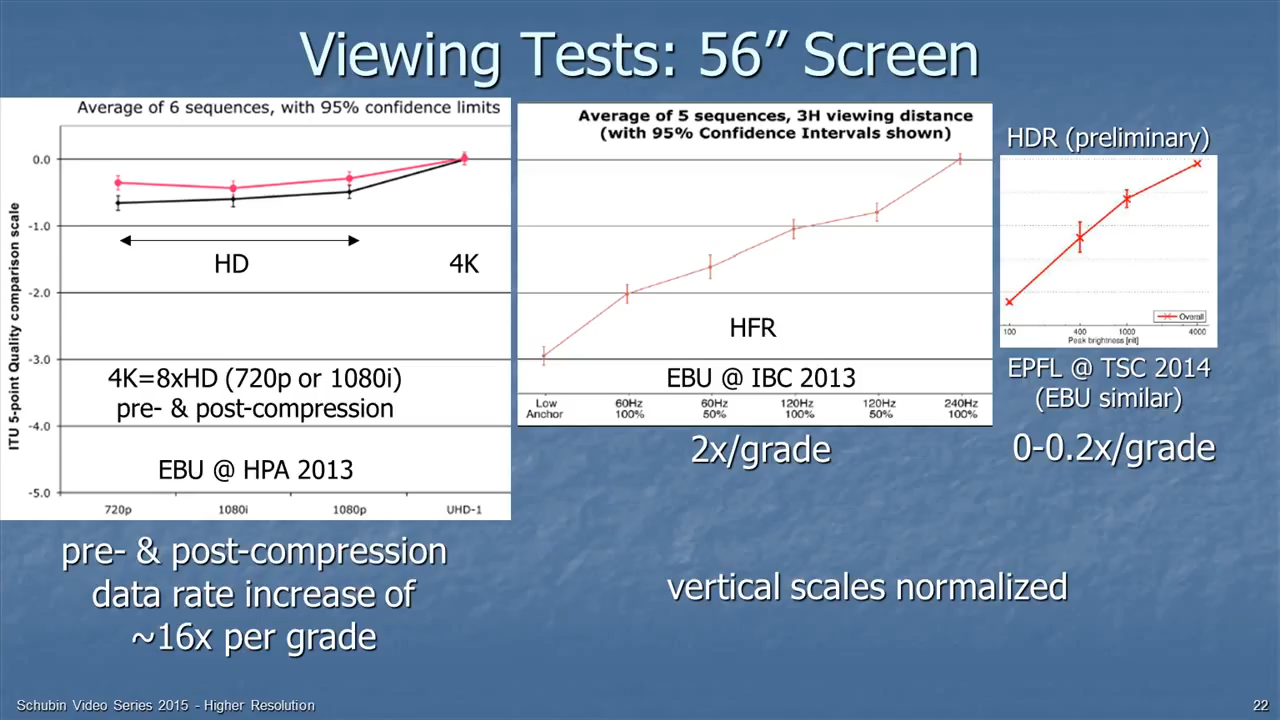 Viewing Tests: 56” Screen
Average of 6 sequences, with 95% confidence limits
ITU 5-point Quality comparison scale
0.0
-1.0
-2.0
-3.0
-4.0
-5.0
HD
4K
4K=8xHD (720p or 1080i)
pre- & post-compression
EBU @ HPA 2013
720p
1080i
1080p
UHD-1
pre- & post-compression
data rate increase of
~16x per grade
Average of 5 sequences, 3H viewing distance
(with 95% Confidence Intervals shown)
HFR
EBU @ IBC 2013
Low
Anchor
60Hz
100%
60Hz
50%
120Hz
100%
120Hz
50%
240Hz
100%
2x/grade
HDR (preliminary)
Overall
100
400
1000
4000
Peak brightness [nit]
EPFL @ TSC 2014
(EBU similar)
0-0.2x/grade
vertical scales normalized
Schubin Video Series 2015 - Higher Resolution
22